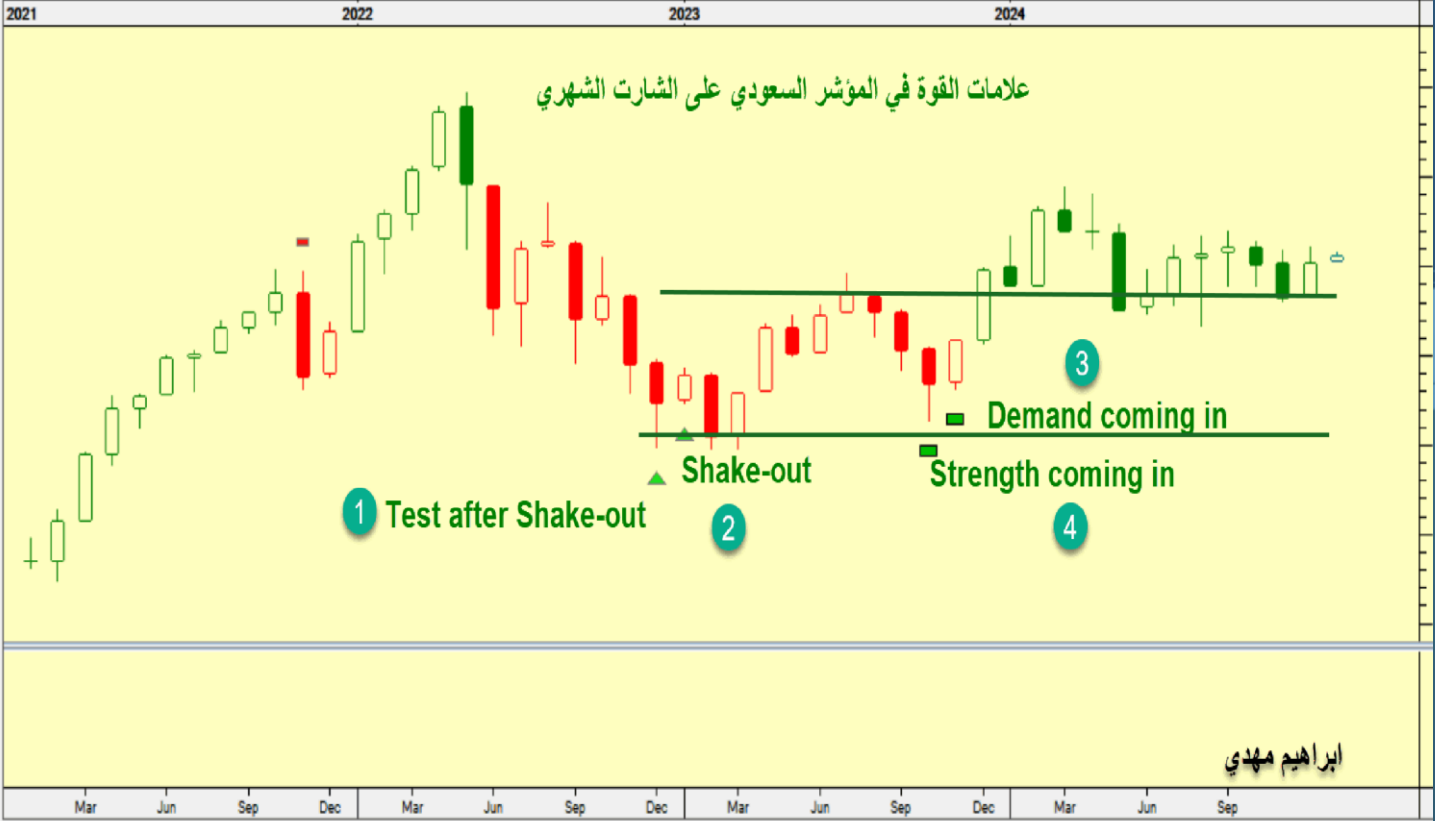 2021 2022 2023 2024
علامات القوة في المؤشر السعودي على الشارت الشهري
3
Demand coming in
Shake-out
Strength coming in
1 Test after Shake-out
2
4
ابراهيم مهدي
Mar Jun Sep Dec Mar Jun Sep Dec Mar Jun Sep Dec Mar Jun Sep